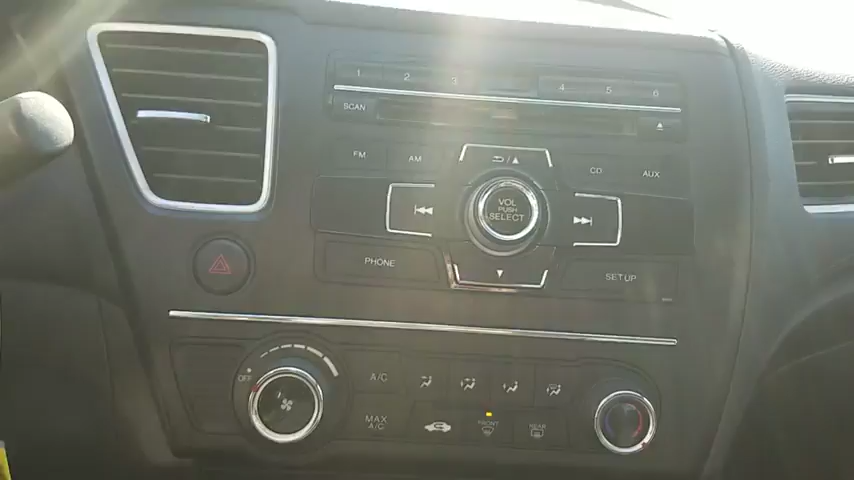 1 2 3 4 5 6
SCAN
FM AM CD AUX
VOL
PUSH
SELECT
PHONE SETUP
OFF A/C
MAX
A/C
FRONT REAR